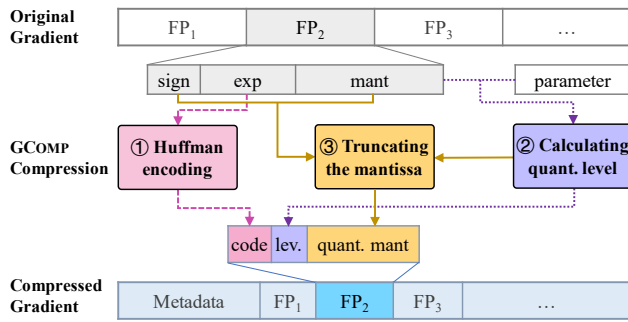 Original Gradient
FP1 FP2 FP3 ...
sign exp mant parameter
GCOMP Compression
① Huffman encoding
③ Truncating the mantissa
② Calculating quant. level
code lev. quant. mant
Compressed Gradient
Metadata FP1 FP2 FP3 ...